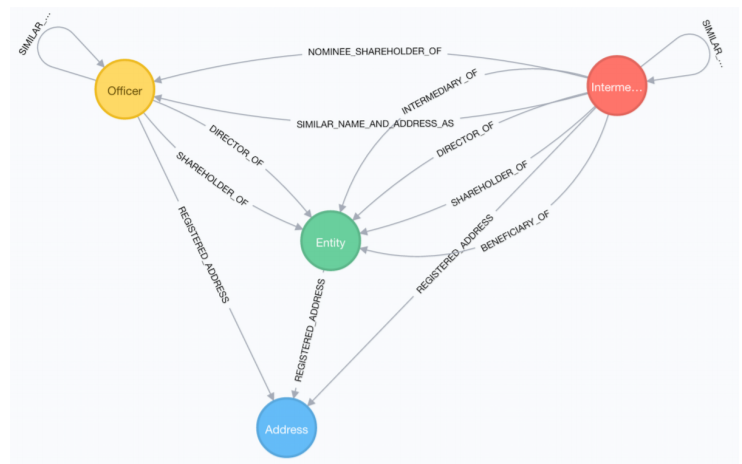 SIMILAR_...
SIMILAR_...
NOMINEE_SHAREHOLDER_OF
Officer
Interme...
INTERMEDIARY_OF
SIMILAR_NAME_AND_ADDRESS_AS
DIRECTOR_OF
DIRECTOR_OF
SHAREHOLDER_OF
SHAREHOLDER_OF
REGISTERED_ADDRESS
BENEFICIARY_OF
REGISTERED_ADDRESS
Entity
REGISTERED_ADDRESS
Address